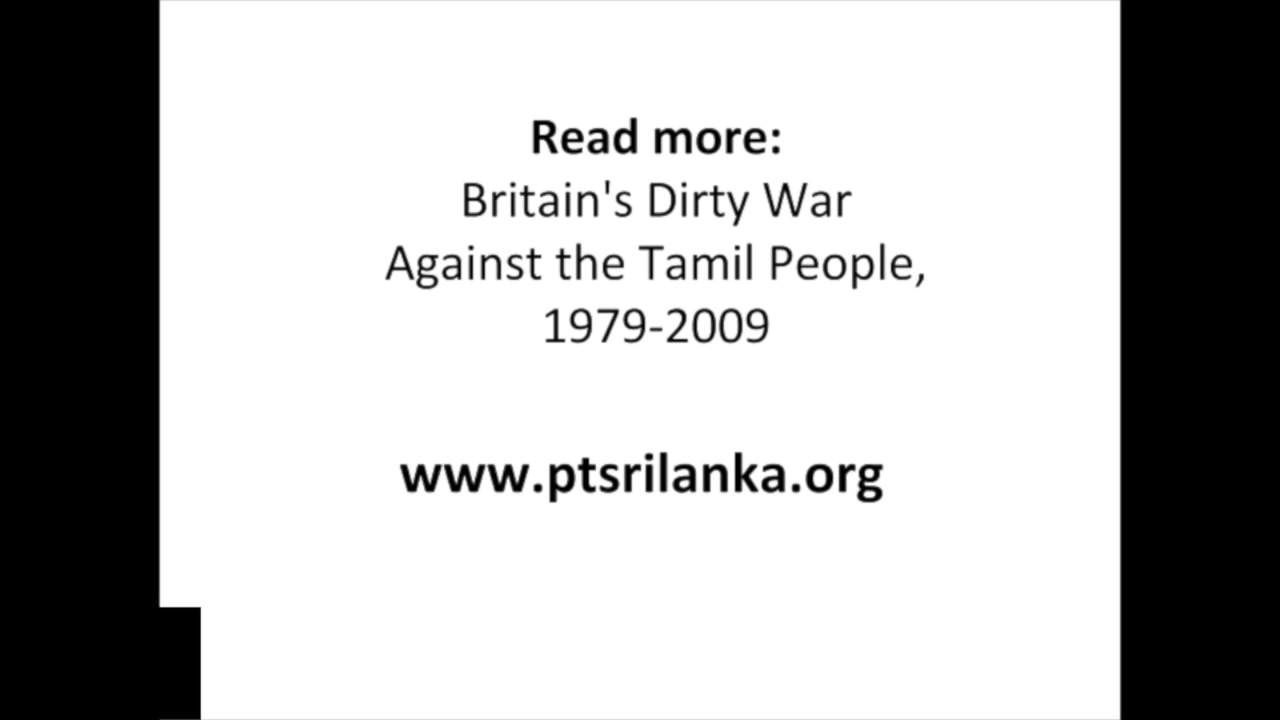 Read more:
Britain's Dirty War
Against the Tamil People,
1979-2009
www.ptsrilanka.org